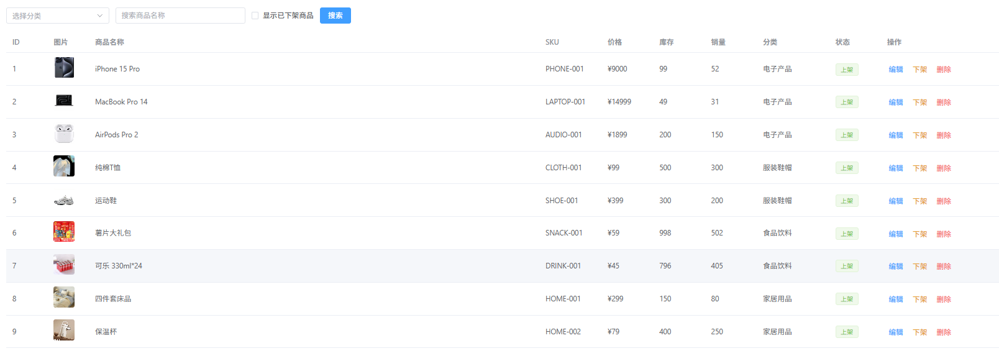 选择分类 搜索商品名称 显示已下架商品 搜索
ID 图片 商品名称 SKU 价格 库存 销量 分类 状态 操作
1 iPhone 15 Pro PHONE-001 ¥9000 99 52 电子产品 上架 编辑 下架 删除
2 MacBook Pro 14 LAPTOP-001 ¥14999 49 31 电子产品 上架 编辑 下架 删除
3 AirPods Pro 2 AUDIO-001 ¥1899 200 150 电子产品 上架 编辑 下架 删除
4 纯棉T恤 CLOTH-001 ¥99 500 300 服装鞋帽 上架 编辑 下架 删除
5 运动鞋 SHOE-001 ¥399 300 200 服装鞋帽 上架 编辑 下架 删除
6 薯片大礼包 SNACK-001 ¥59 998 502 食品饮料 上架 编辑 下架 删除
7 可乐 330ml*24 DRINK-001 ¥45 796 405 食品饮料 上架 编辑 下架 删除
8 四件套床品 HOME-001 ¥299 150 80 家居用品 上架 编辑 下架 删除
9 保温杯 HOME-002 ¥79 400 250 家居用品 上架 编辑 下架 删除